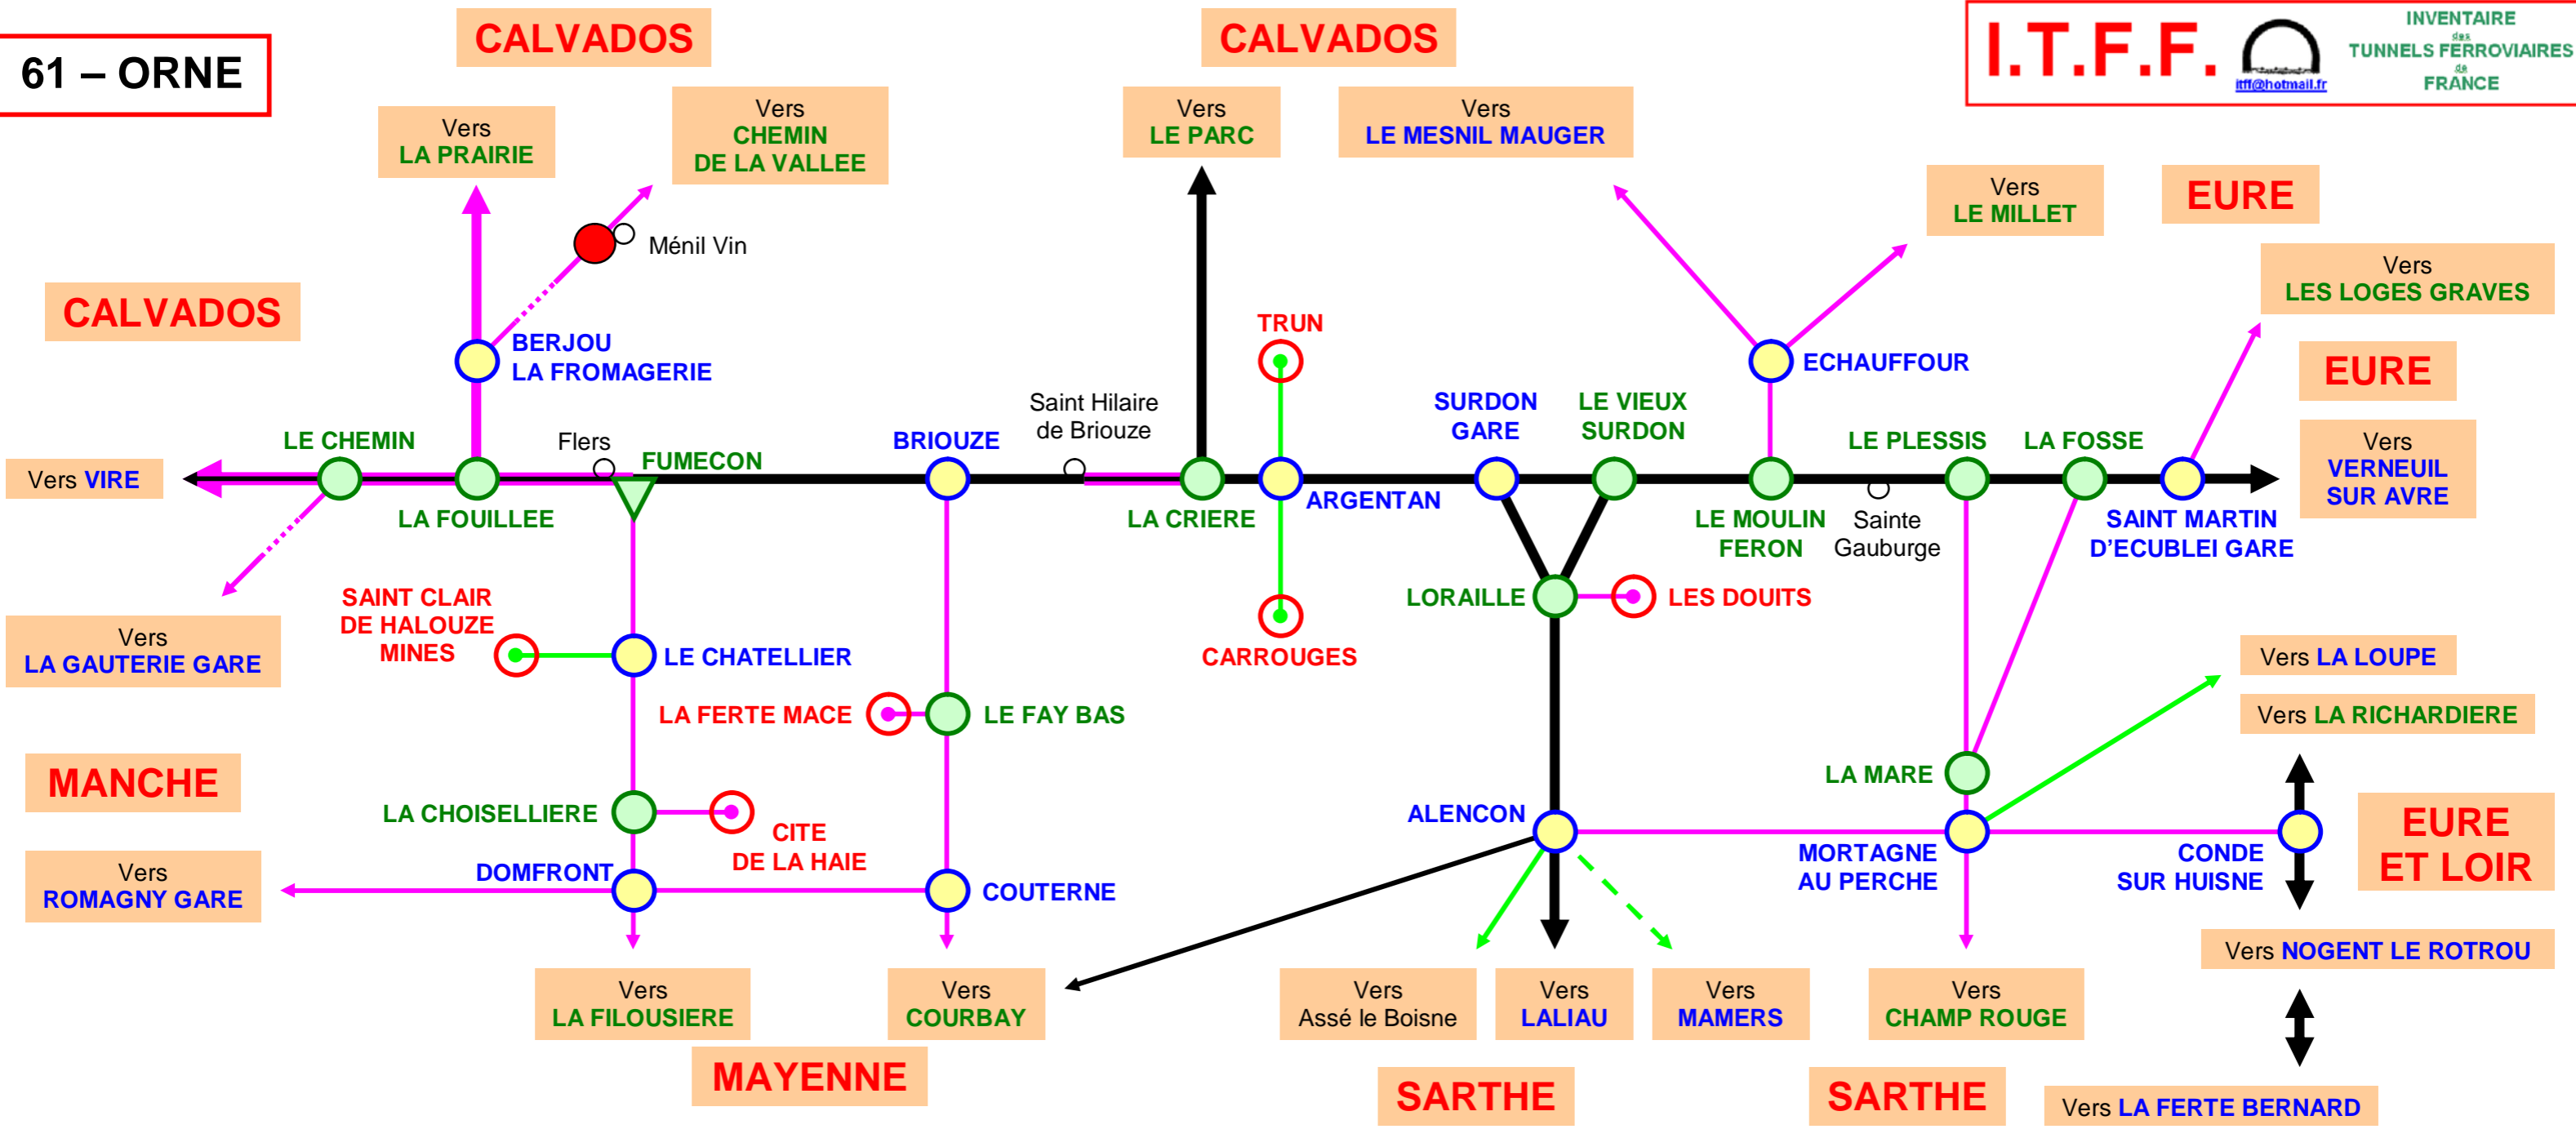 61 – ORNE
CALVADOS
CALVADOS
I.T.F.F.
itff@hotmail.fr
INVENTAIRE
des
TUNNELS FERROVIAIRES
de
FRANCE
Vers
LA PRAIRIE
Vers
CHEMIN
DE LA VALLEE
Vers
LE PARC
Vers
LE MESNIL MAUGER
Vers
LE MILLET
EURE
Ménil Vin
Vers
LES LOGES GRAVES
CALVADOS
BERJOU
LA FROMAGERIE
TRUN
ECHAUFFOUR
EURE
LE CHEMIN
Flers
FUMECON
BRIOUZE
Saint Hilaire
de Briouze
SURDON
GARE
LE VIEUX
SURDON
LE PLESSIS
LA FOSSE
Vers VIRE
Vers
VERNEUIL
SUR AVRE
LA FOUILLEE
LA CRIERE
ARGENTAN
LE MOULIN
FERON
Sainte
Gauburge
SAINT MARTIN
D'ECUBLEI GARE
SAINT CLAIR
DE HALOUZE
MINES
LE CHATELLIER
LORAILLE
LES DOUITS
CARROUGES
Vers
LA GAUTERIE GARE
Vers LA LOUPE
LA FERTE MACE
LE FAY BAS
Vers LA RICHARDIERE
MANCHE
LA MARE
LA CHOISELLIERE
CITE
DE LA HAIE
ALENCON
MORTAGNE
AU PERCHE
CONDE
SUR HUISNE
EURE
ET LOIR
Vers
ROMAGNY GARE
DOMFRONT
COUTERNE
Vers NOGENT LE ROTROU
Vers
LA FILOUSIERE
Vers
COURBAY
Vers
Assé le Boisne
Vers
LALIAU
Vers
MAMERS
Vers
CHAMP ROUGE
MAYENNE
SARTHE
SARTHE
Vers LA FERTE BERNARD